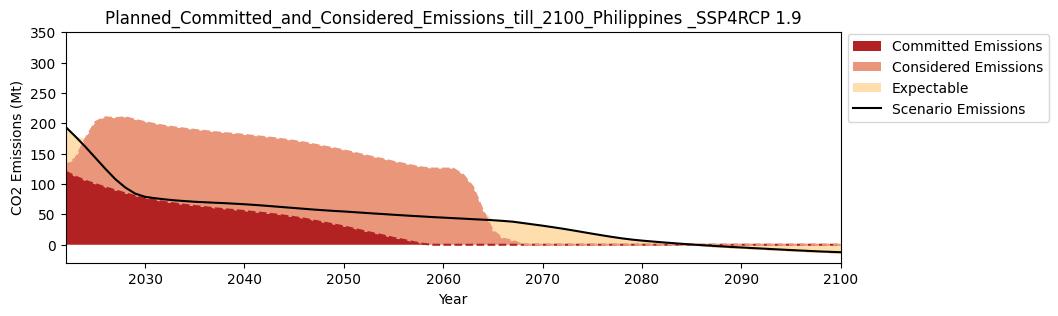 Planned_Committed_and_Considered_Emissions_till_2100_Philippines _SSP4RCP 1.9
350
300
250
200
150
100
50
0
CO2 Emissions (Mt)
2030 2040 2050 2060 2070 2080 2090 2100
Year
Committed Emissions
Considered Emissions
Expectable
Scenario Emissions